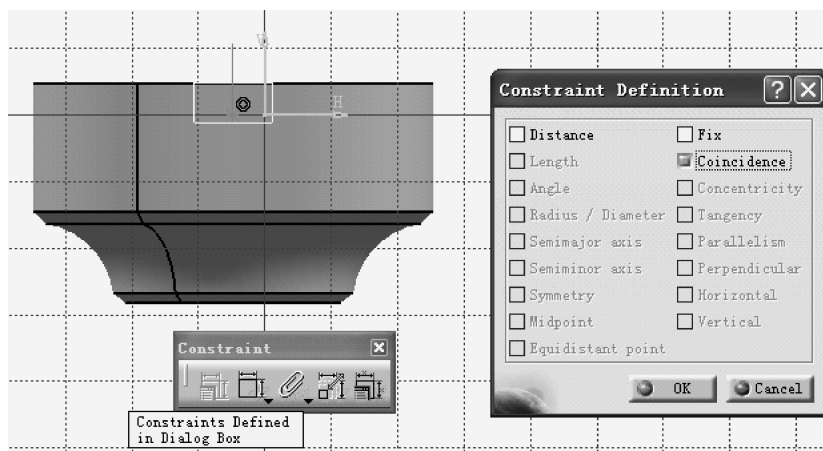 V
H
Constraint Definition
Distance
Fix
Length
Coincidence
Angle
Concentricity
Radius / Diameter
Tangency
Semimajor axis
Parallelism
Semiminor axis
Perpendicular
Symmetry
Horizontal
Midpoint
Vertical
Equidistant point
OK
Cancel
Constraint
Constraints Defined
in Dialog Box